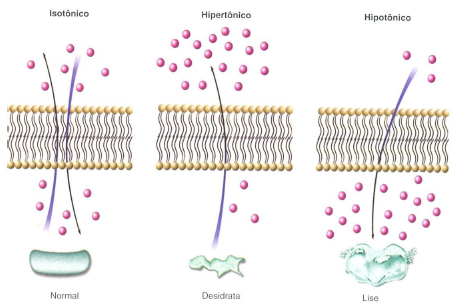 Isotônico
Hipertônico
Hipotônico
Normal
Desidrata
Lise